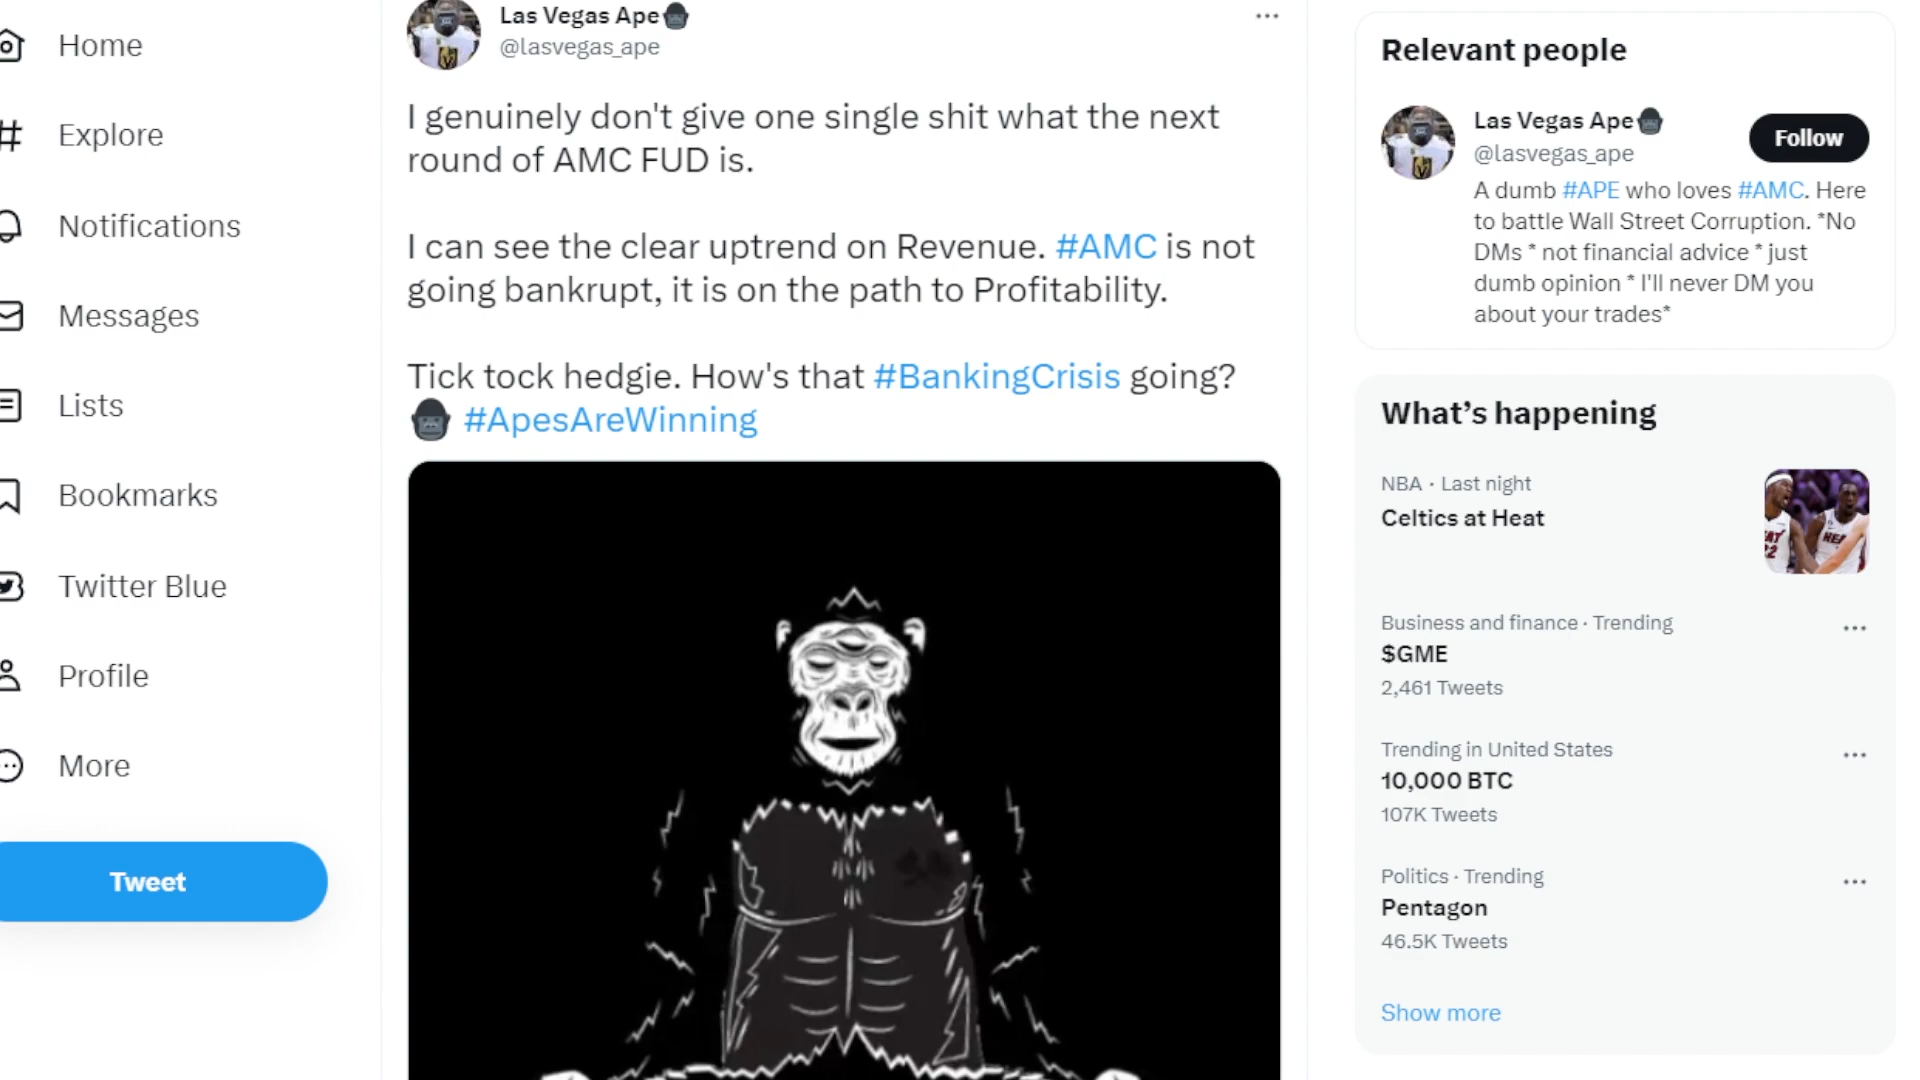 Home
Explore
Notifications
Messages
Lists
Bookmarks
Twitter Blue
Profile
More
Tweet
Las Vegas Ape🦍
@lasvegas_ape
I genuinely don't give one single shit what the next
round of AMC FUD is.
I can see the clear uptrend on Revenue. #AMC is not
going bankrupt, it is on the path to Profitability.
Tick tock hedgie. How's that #BankingCrisis going?
🦍 #ApesAreWinning
Relevant people
Las Vegas Ape🦍
@lasvegas_ape
Follow
A dumb #APE who loves #AMC. Here
to battle Wall Street Corruption. *No
DMs * not financial advice * just
dumb opinion * I'll never DM you
about your trades*
What's happening
NBA · Last night
Celtics at Heat
Business and finance · Trending
$GME
2,461 Tweets
Trending in United States
10,000 BTC
107K Tweets
Politics · Trending
Pentagon
46.5K Tweets
Show more